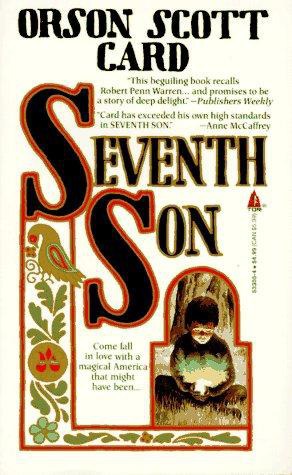 ORSON SCOTT
CARD
"This beguiling book recalls
Robert Penn Warren... and promises to be
a story of deep delight."—Publishers Weekly
"Card has exceeded his own high standards
in SEVENTH SON."
—Anne McCaffrey
SEVENTH
SON
TOR
Come fall
in love with a
magical America
that might
have been...